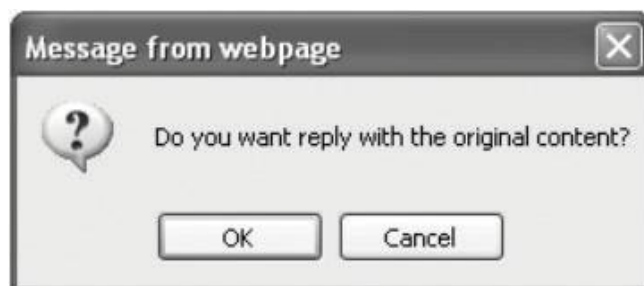 Message from webpage
Do you want reply with the original content?
OK
Cancel